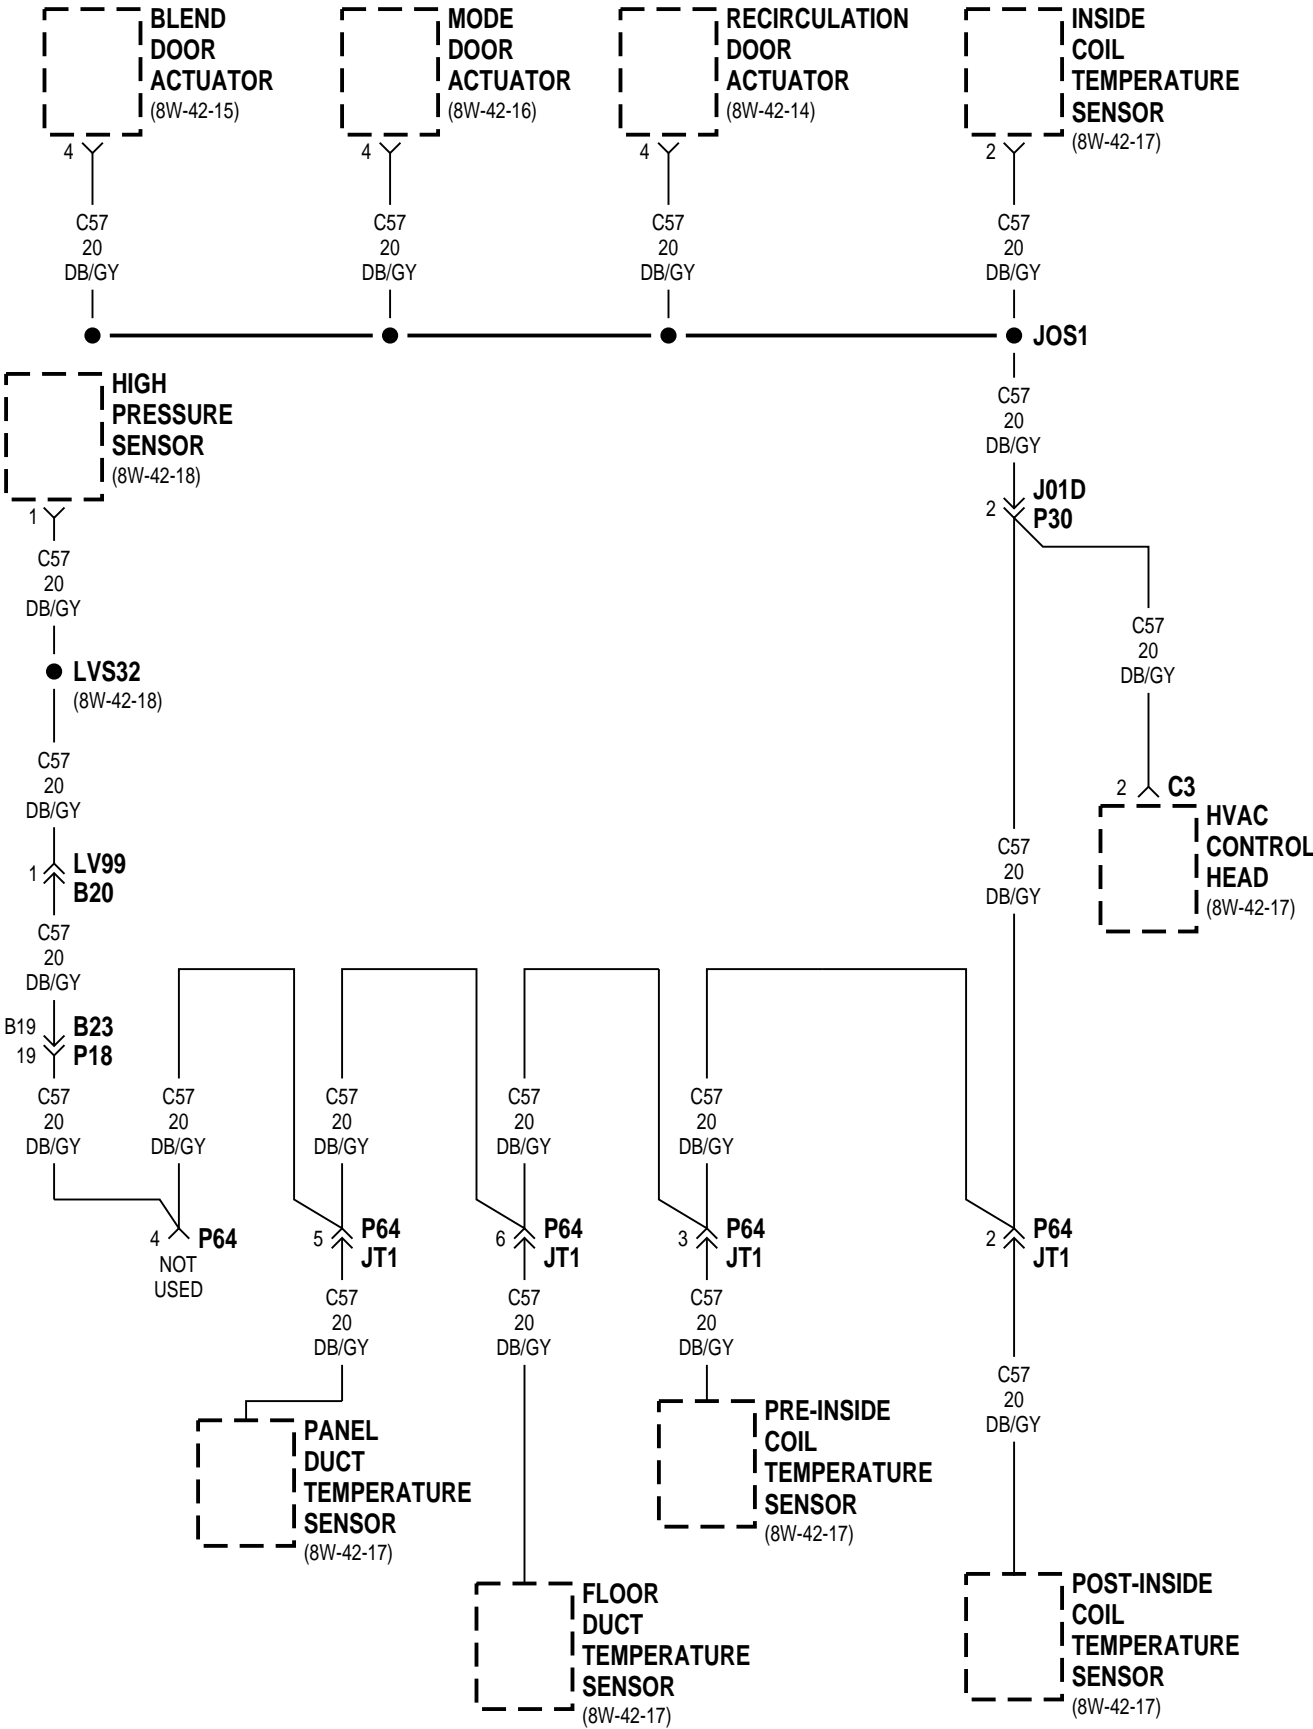 BLEND
DOOR
ACTUATOR
(8W-42-15)
MODE
DOOR
ACTUATOR
(8W-42-16)
RECIRCULATION
DOOR
ACTUATOR
(8W-42-14)
INSIDE
COIL
TEMPERATURE
SENSOR
(8W-42-17)
4
4
4
2
C57
20
DB/GY
C57
20
DB/GY
C57
20
DB/GY
C57
20
DB/GY
JOS1
HIGH
PRESSURE
SENSOR
(8W-42-18)
C57
20
DB/GY
1
2
J01D
P30
C57
20
DB/GY
LVS32
(8W-42-18)
C57
20
DB/GY
C57
20
DB/GY
2
C3
HVAC
CONTROL
HEAD
(8W-42-17)
1
LV99
B20
C57
20
DB/GY
C57
20
DB/GY
B19
B23
19
P18
C57
20
DB/GY
C57
20
DB/GY
C57
20
DB/GY
C57
20
DB/GY
C57
20
DB/GY
4
P64
NOT
USED
5
P64
JT1
6
P64
JT1
3
P64
JT1
2
P64
JT1
C57
20
DB/GY
C57
20
DB/GY
C57
20
DB/GY
C57
20
DB/GY
PANEL
DUCT
TEMPERATURE
SENSOR
(8W-42-17)
PRE-INSIDE
COIL
TEMPERATURE
SENSOR
(8W-42-17)
FLOOR
DUCT
TEMPERATURE
SENSOR
(8W-42-17)
POST-INSIDE
COIL
TEMPERATURE
SENSOR
(8W-42-17)